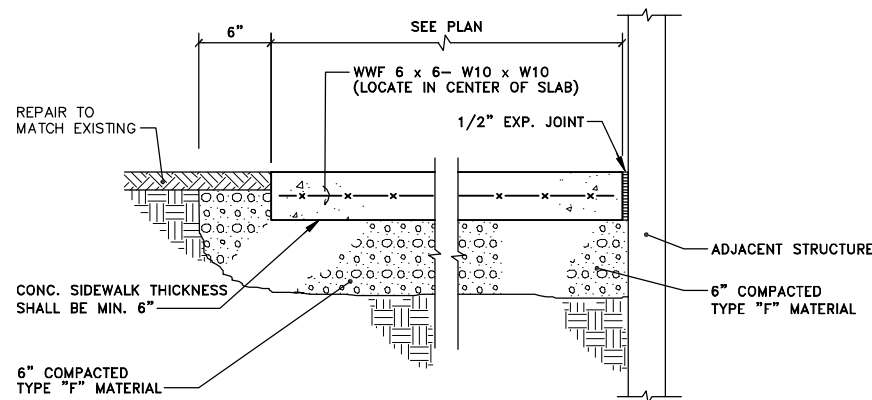 6"
SEE PLAN
WWF 6 x 6- W10 x W10
(LOCATE IN CENTER OF SLAB)
REPAIR TO
MATCH EXISTING
1/2" EXP. JOINT
ADJACENT STRUCTURE
CONC. SIDEWALK THICKNESS
SHALL BE MIN. 6"
6" COMPACTED
TYPE "F" MATERIAL
6" COMPACTED
TYPE "F" MATERIAL